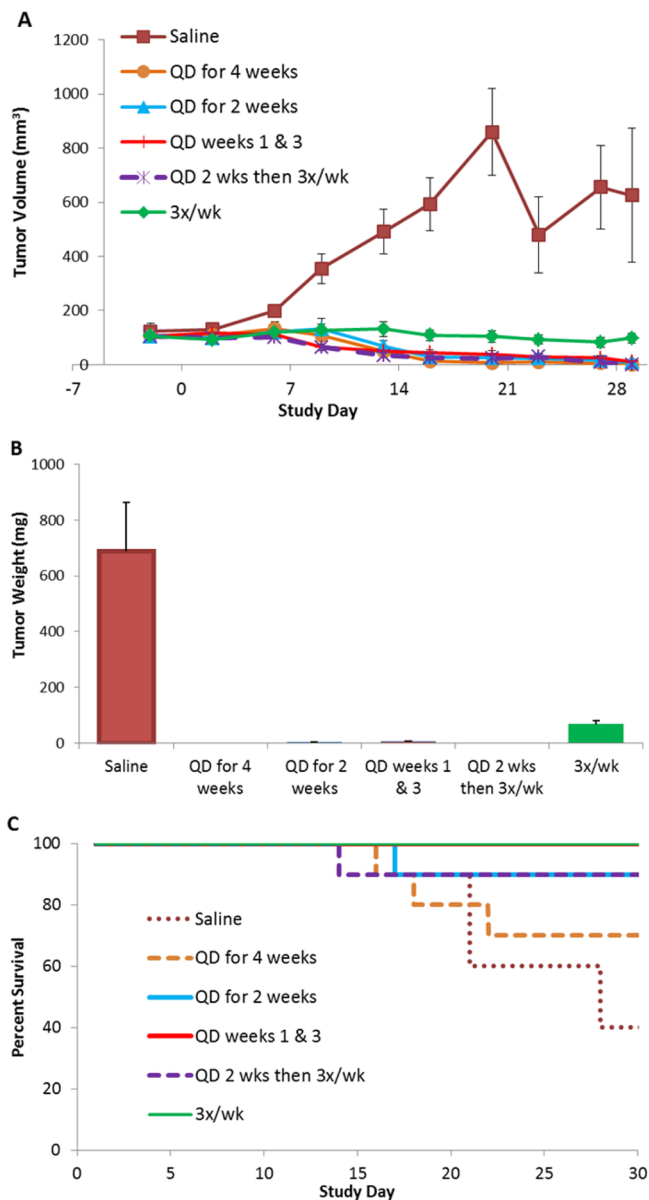 A
1200
1000
800
600
400
200
0
Tumor Volume (mm³)
Saline
QD for 4 weeks
QD for 2 weeks
QD weeks 1 & 3
QD 2 wks then 3x/wk
3x/wk
-7 0 7 14 21 28
Study Day
B
1000
800
600
400
200
0
Tumor Weight (mg)
Saline QD for 4 QD for 2 QD weeks 1 QD 2 wks 3x/wk
weeks weeks & 3 then 3x/wk
C
100
80
60
40
20
0
Percent Survival
Saline
QD for 4 weeks
QD for 2 weeks
QD weeks 1 & 3
QD 2 wks then 3x/wk
3x/wk
0 5 10 15 20 25 30
Study Day